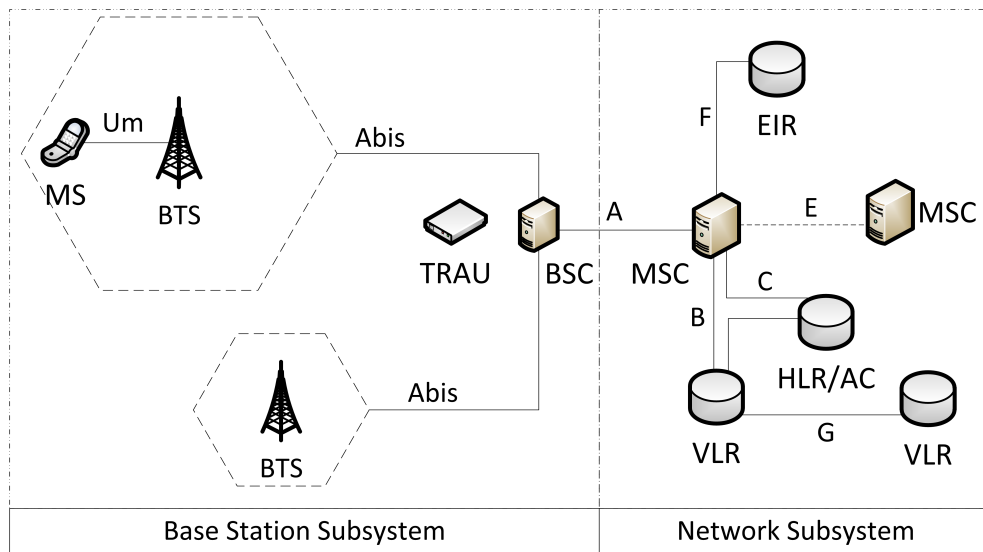 Um
MS
BTS
Abis
TRAU
BSC
A
MSC
F
EIR
E
MSC
C
B
HLR/AC
VLR
G
VLR
Abis
BTS
Base Station Subsystem
Network Subsystem